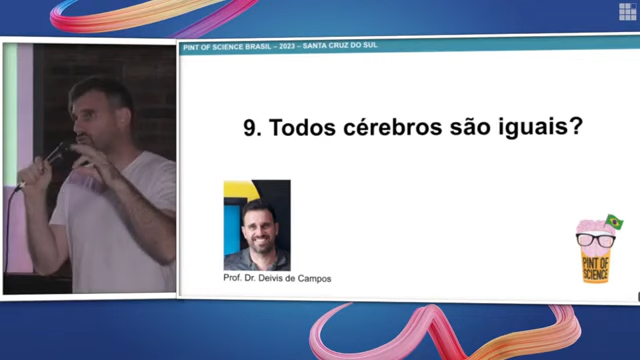 PINT OF SCIENCE BRASIL – 2023 – SANTA CRUZ DO SUL
9. Todos cérebros são iguais?
Prof. Dr. Deivis de Campos
PINT OF
SCIENCE